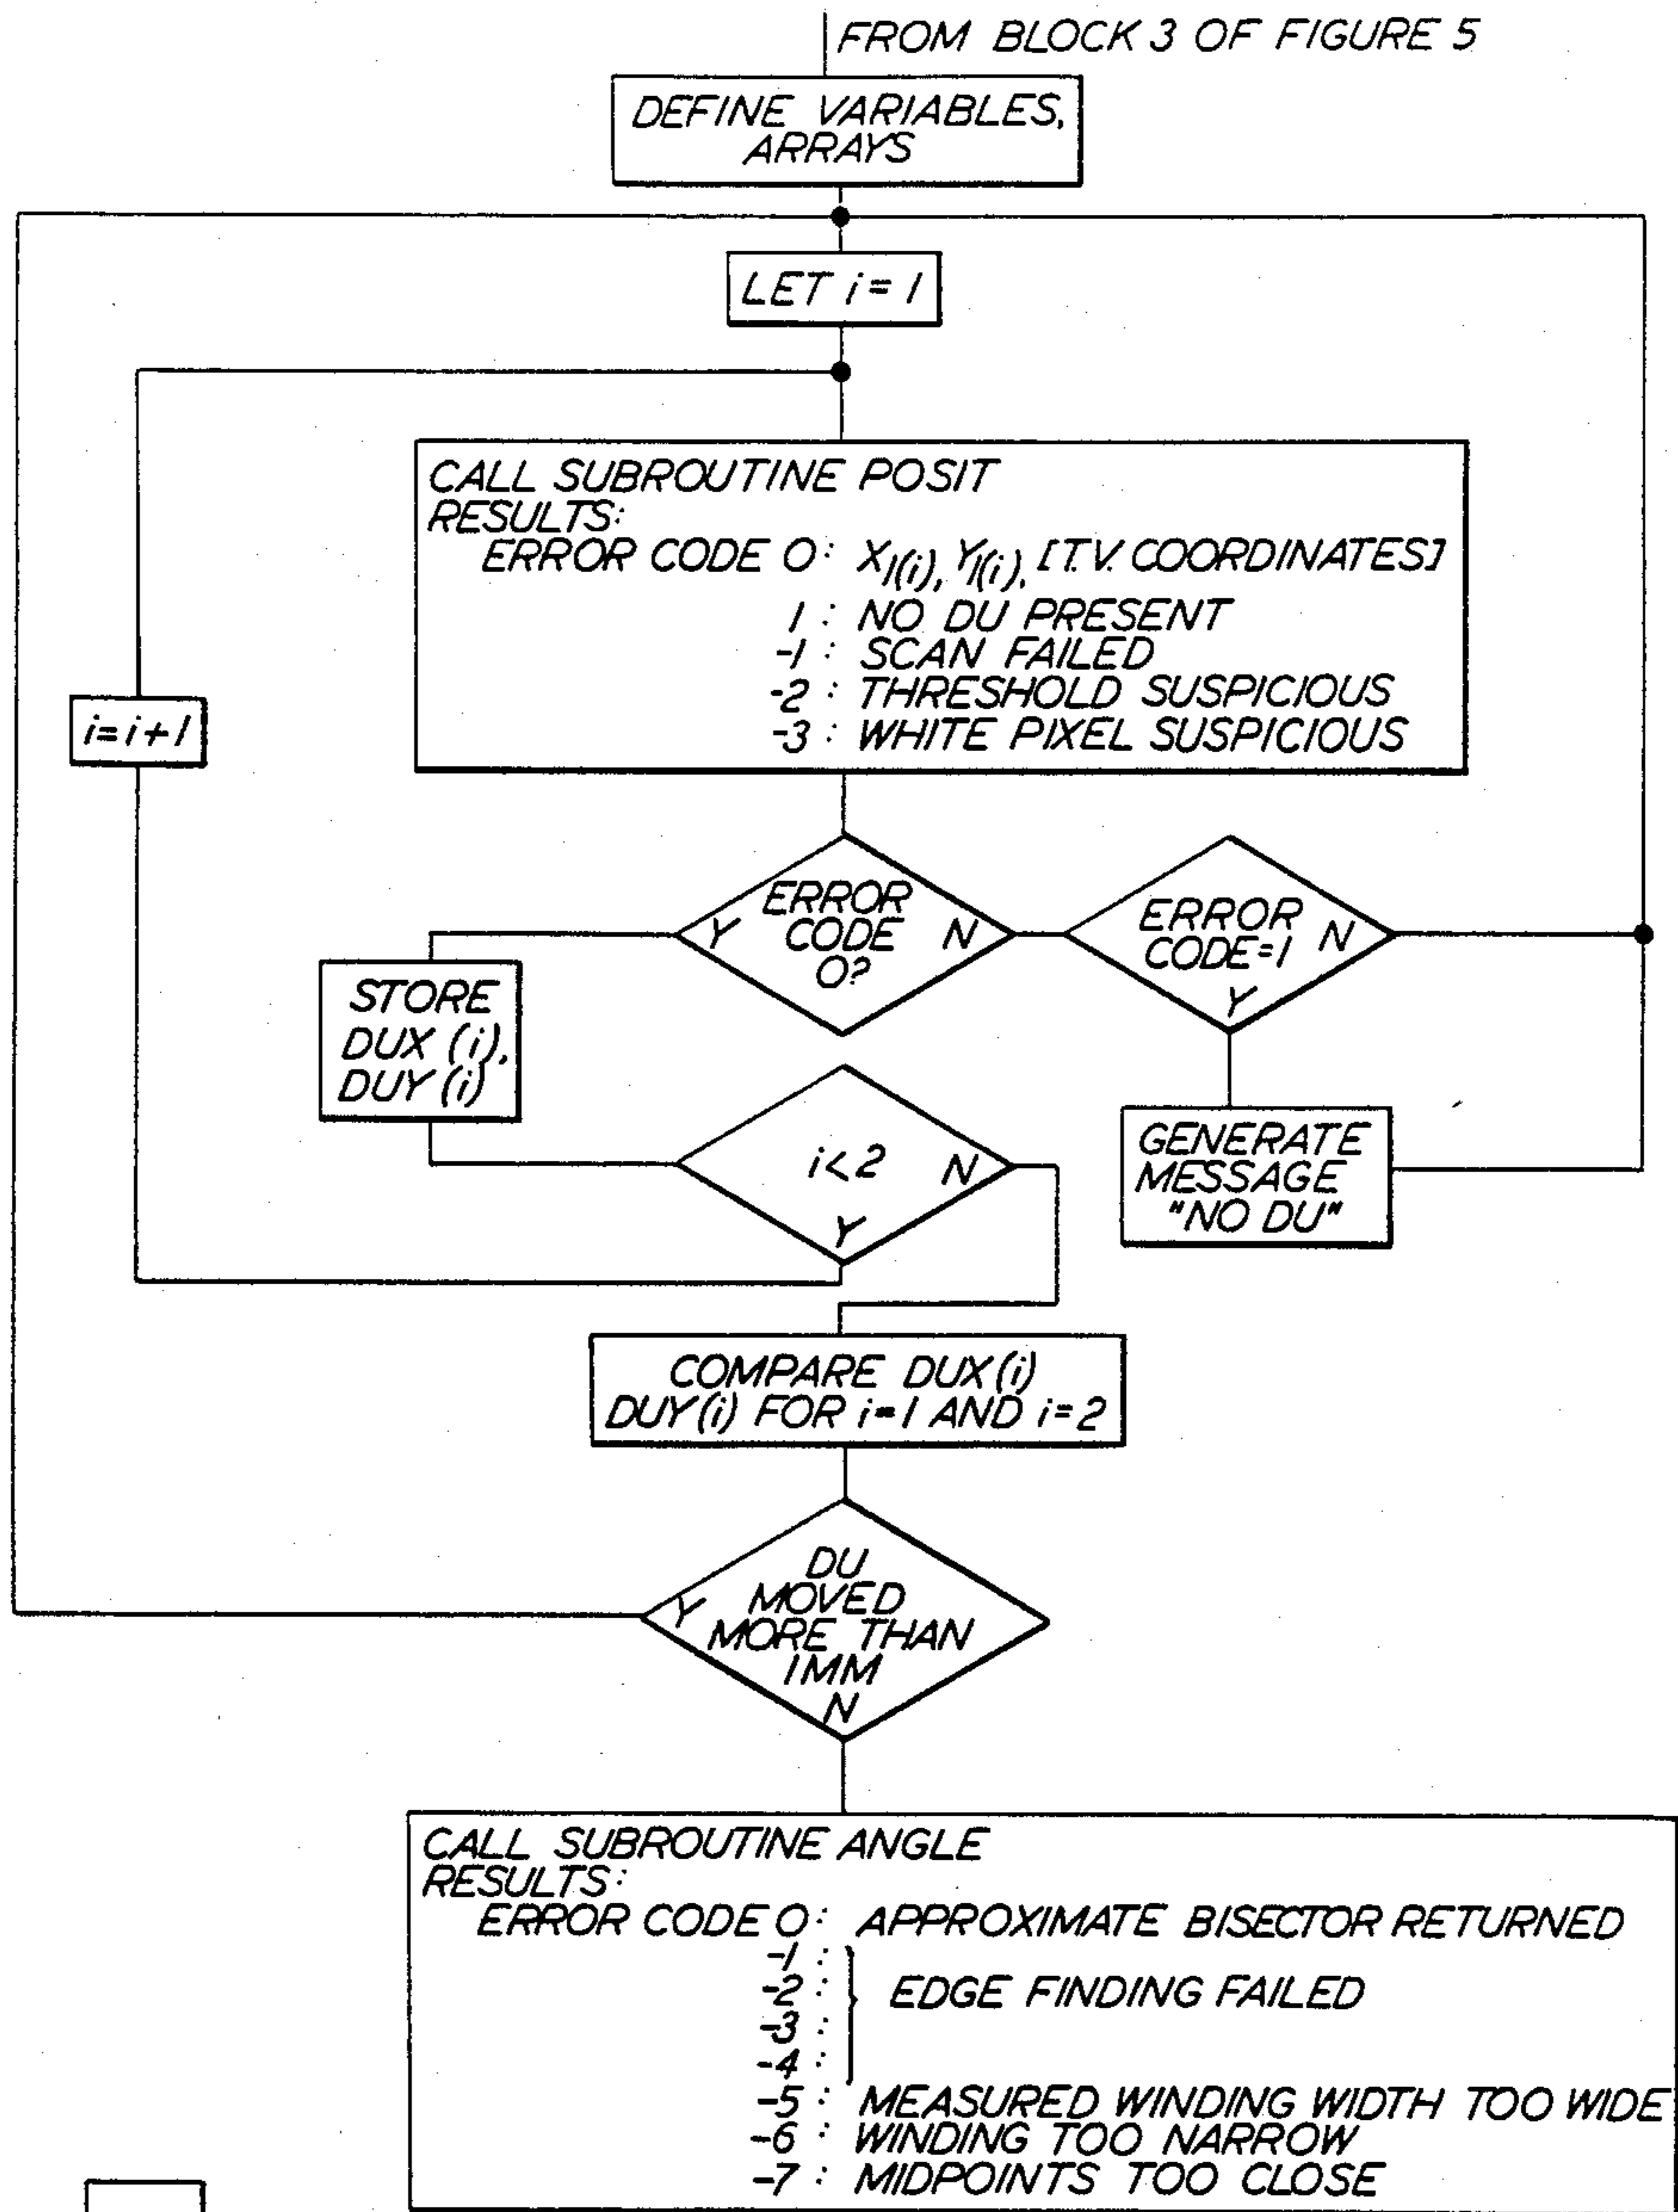 FROM BLOCK 3 OF FIGURE 5
DEFINE VARIABLES,
ARRAYS
LET i = 1
CALL SUBROUTINE POSIT
RESULTS:
ERROR CODE 0: X1(i), Y1(i), [T.V. COORDINATES]
1 : NO DU PRESENT
-1 : SCAN FAILED
-2 : THRESHOLD SUSPICIOUS
-3 : WHITE PIXEL SUSPICIOUS
i=i+1
ERROR
CODE
0?
Y
N
ERROR
CODE=1
N
Y
STORE
DUX (i),
DUY (i)
i<2
N
Y
GENERATE
MESSAGE
"NO DU"
COMPARE DUX(i)
DUY(i) FOR i=1 AND i=2
DU
MOVED
MORE THAN
1MM
Y
N
CALL SUBROUTINE ANGLE
RESULTS:
ERROR CODE 0: APPROXIMATE BISECTOR RETURNED
-1 :
-2 : EDGE FINDING FAILED
-3 :
-4 :
-5 : MEASURED WINDING WIDTH TOO WIDE
-6 : WINDING TOO NARROW
-7 : MIDPOINTS TOO CLOSE